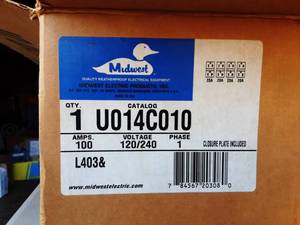 Midwest
QUALITY WEATHERPROOF ELECTRICAL EQUIPMENT
MIDWEST ELECTRIC PRODUCTS, INC.
QTY. CATALOG
1 U014C010
AMPS. VOLTAGE PHASE
100 120/240 1
CLOSURE PLATE INCLUDED
L403&
www.midwestelectric.com
7 84567 20308 0